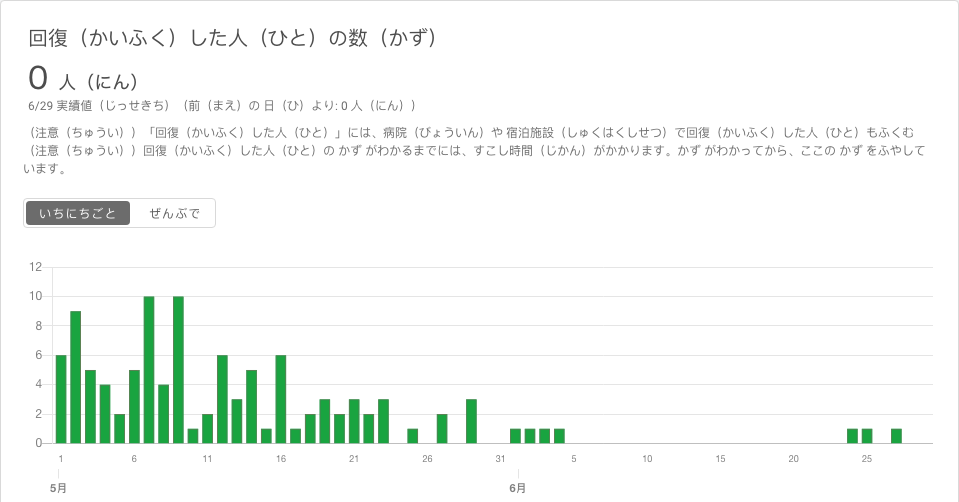 回復（かいふく）した人（ひと）の数（かず）
0 人（にん）
6/29 実績値（じっせきち）（前（まえ）の 日（ひ）より: 0 人（にん））
（注意（ちゅうい））「回復（かいふく）した人（ひと）」には、病院（びょういん）や 宿泊施設（しゅくはくしせつ）で回復（かいふく）した人（ひと）もふくむ
（注意（ちゅうい））回復（かいふく）した人（ひと）の かず がわかるまでには、すこし時間（じかん）がかかります。かず がわかってから、ここの かず をふやして
います。
いちにちごと ぜんぶで
12
10
8
6
4
2
0
1 6 11 16 21 26 31 5 10 15 20 25
5月 6月